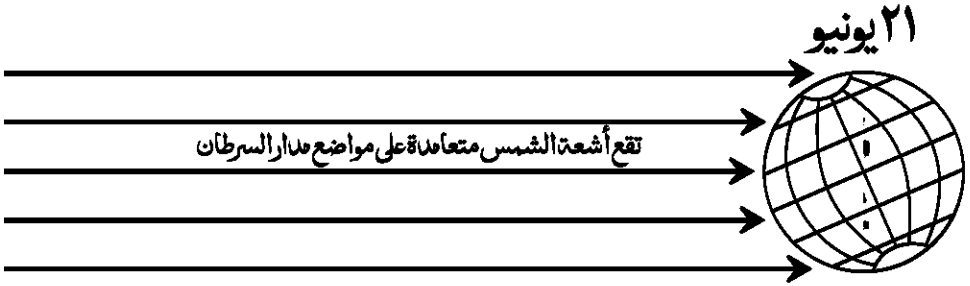 ٢١ يونيو
تقع أشعة الشمس متعامدة على مواضع مدار السرطان